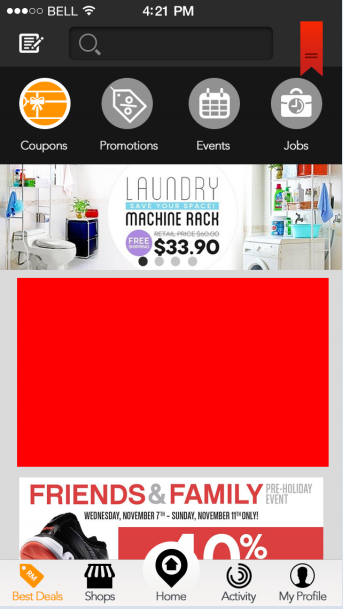 BELL 4:21 PM
Coupons Promotions Events Jobs
LAUNDRY
SAVE YOUR SPACE!
MACHINE RACK
FREE SHIPPING
RETAIL PRICE $60.00
$33.90
FRIENDS & FAMILY PRE-HOLIDAY EVENT
WEDNESDAY, NOVEMBER 7TH - SUNDAY, NOVEMBER 11TH ONLY!
40%
RM
Best Deals Shops Home Activity My Profile